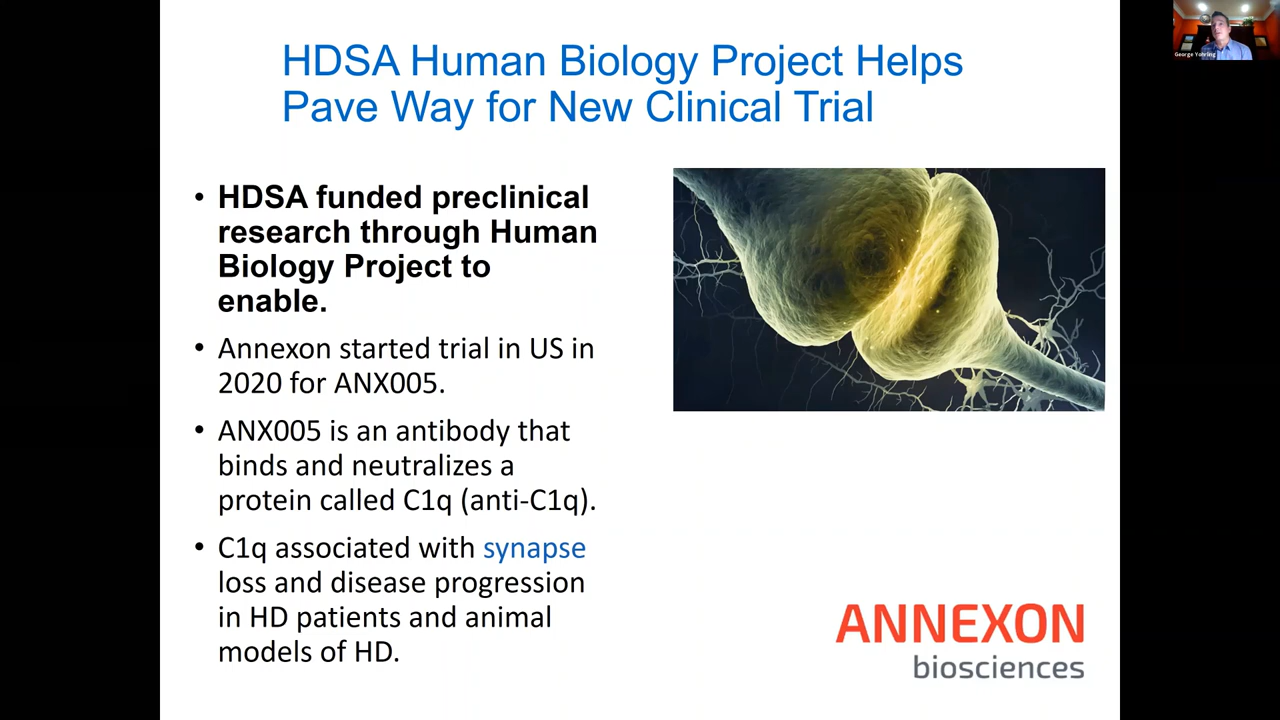 HDSA Human Biology Project Helps
Pave Way for New Clinical Trial
• HDSA funded preclinical
research through Human
Biology Project to
enable.
• Annexon started trial in US in
2020 for ANX005.
• ANX005 is an antibody that
binds and neutralizes a
protein called C1q (anti-C1q).
• C1q associated with synapse
loss and disease progression
in HD patients and animal
models of HD.
ANNEXON
biosciences
George Yohrling